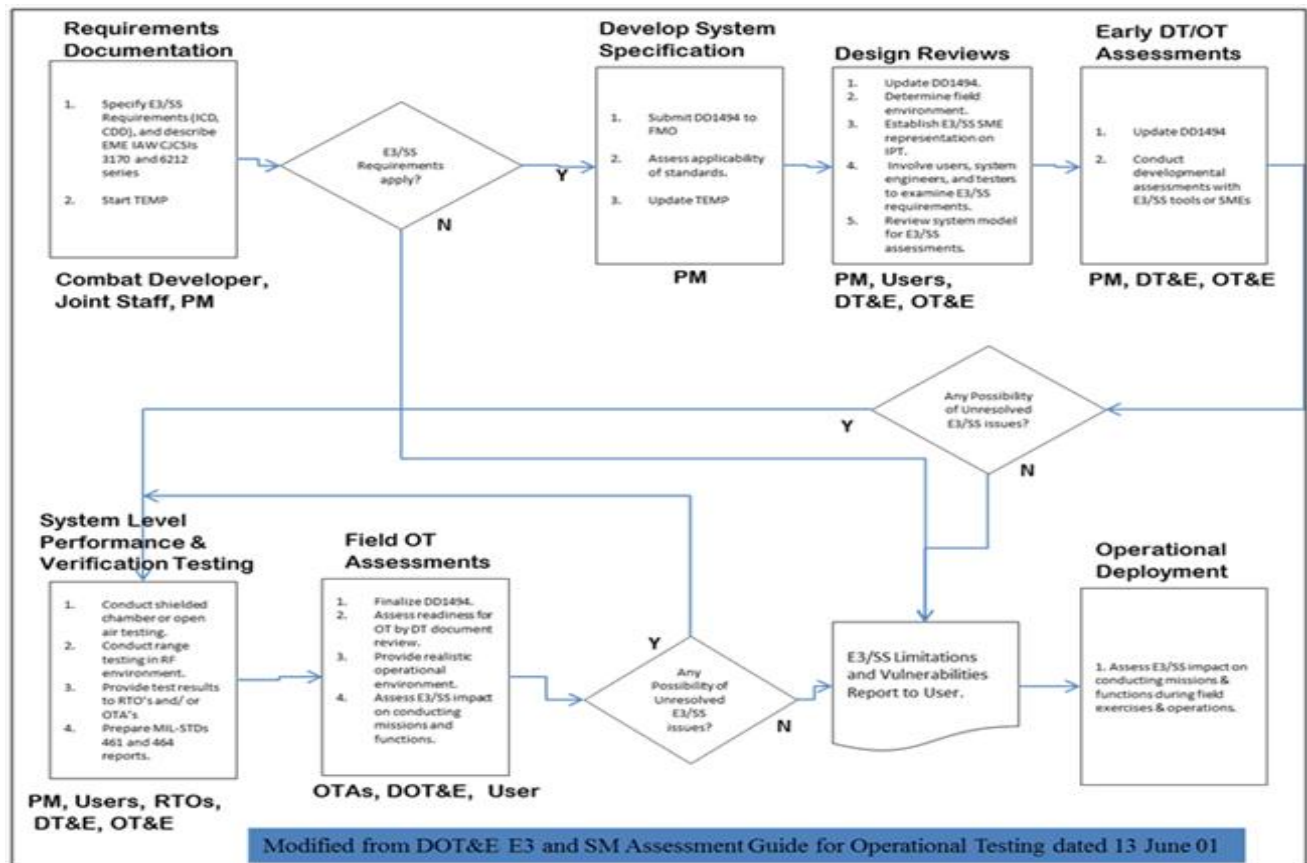 Requirements
Documentation
1. Specify E3/SS
Requirements (ICD,
CDD), and describe
EME IAW CJCSIs
3170 and 6212
series
2. Start TEMP
Combat Developer,
Joint Staff, PM
E3/SS
Requirements
apply?
Y
N
Develop System
Specification
1. Submit DD1494 to
FMO
2. Assess applicability
of standards.
3. Update TEMP
PM
Design Reviews
1. Update DD1494.
2. Determine field
environment.
3. Establish E3/SS SME
representation on
IPT.
4. Involve users, system
engineers, and testers
to examine E3/SS
requirements.
5. Review system model
for E3/SS
assessments.
PM, Users,
DT&E, OT&E
Early DT/OT
Assessments
1. Update DD1494
2. Conduct
developmental
assessments with
E3/SS tools or SMEs
PM, DT&E, OT&E
Any Possibility
of Unresolved
E3/SS issues?
Y
N
System Level
Performance &
Verification Testing
1. Conduct shielded
chamber or open
air testing.
2. Conduct range
testing in RF
environment.
3. Provide test results
to RTO's and/ or
OTA's
4. Prepare MIL-STDs
461 and 464
reports.
PM, Users, RTOs,
DT&E, OT&E
Field OT
Assessments
1. Finalize DD1494.
2. Assess readiness for
OT by DT document
review.
3. Provide realistic
operational
environment.
4. Assess E3/SS impact
on conducting
missions and
functions.
OTAs, DOT&E, User
Y
Any
Possibility of
Unresolved
E3/SS
issues?
N
E3/SS Limitations
and Vulnerabilities
Report to User.
Operational
Deployment
1. Assess E3/SS impact on
conducting missions &
functions during field
exercises & operations.
Modified from DOT&E E3 and SM Assessment Guide for Operational Testing dated 13 June 01